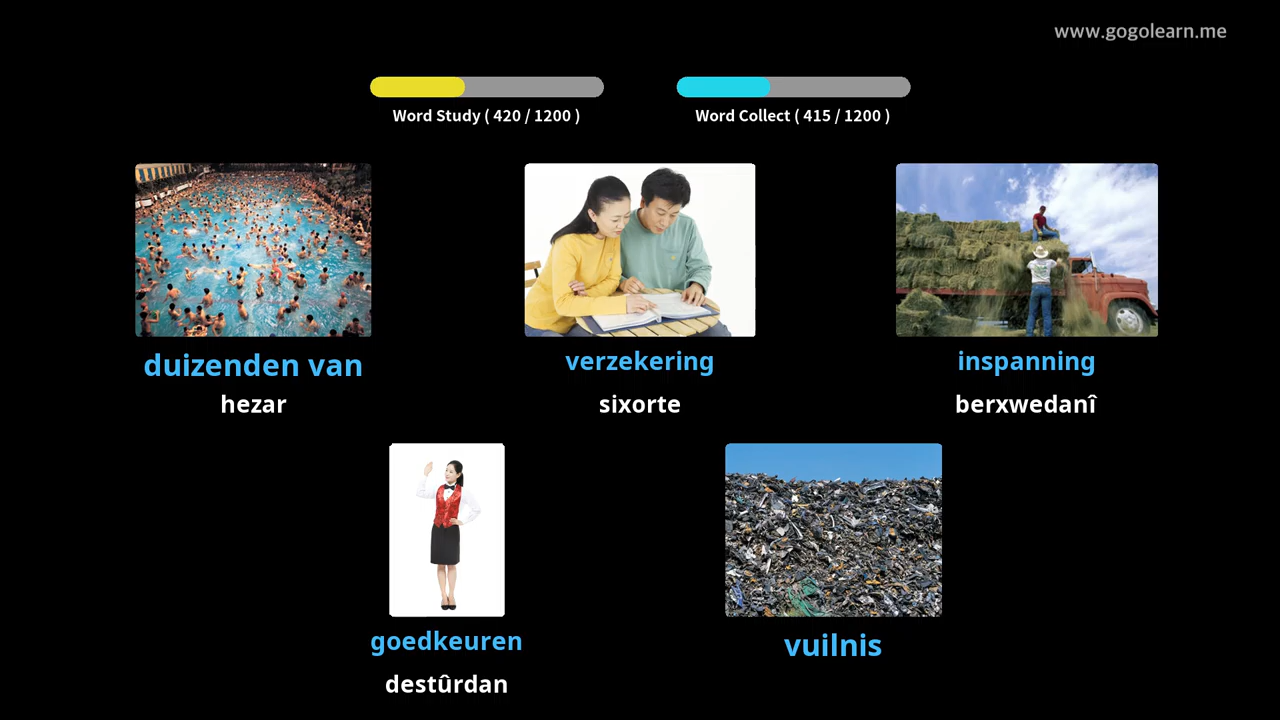 www.gogolearn.me
Word Study ( 420 / 1200 )
Word Collect ( 415 / 1200 )
duizenden van
hezar
verzekering
sixorte
inspanning
berxwedanî
goedkeuren
destûrdan
vuilnis